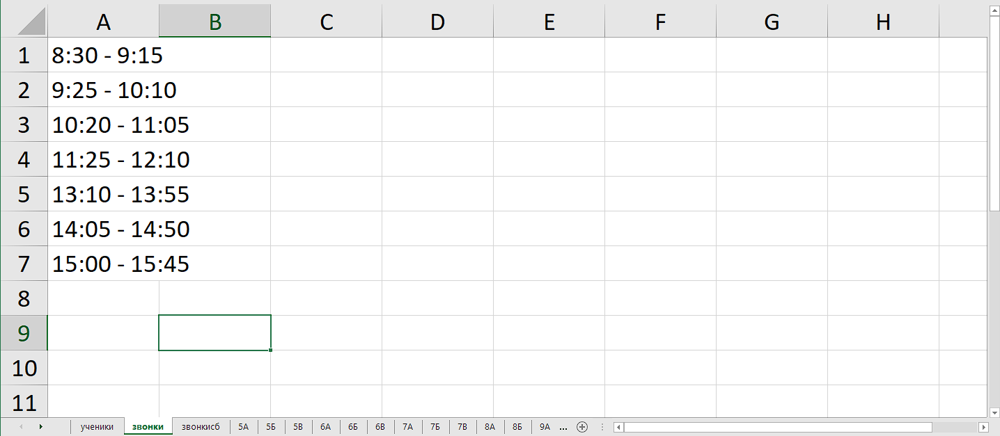 A B C D E F G H
1 8:30 - 9:15
2 9:25 - 10:10
3 10:20 - 11:05
4 11:25 - 12:10
5 13:10 - 13:55
6 14:05 - 14:50
7 15:00 - 15:45
8
9
10
11
ученики звонки звонкисб 5А 5Б 5В 6А 6Б 6В 7А 7Б 7В 8А 8Б 9А ...